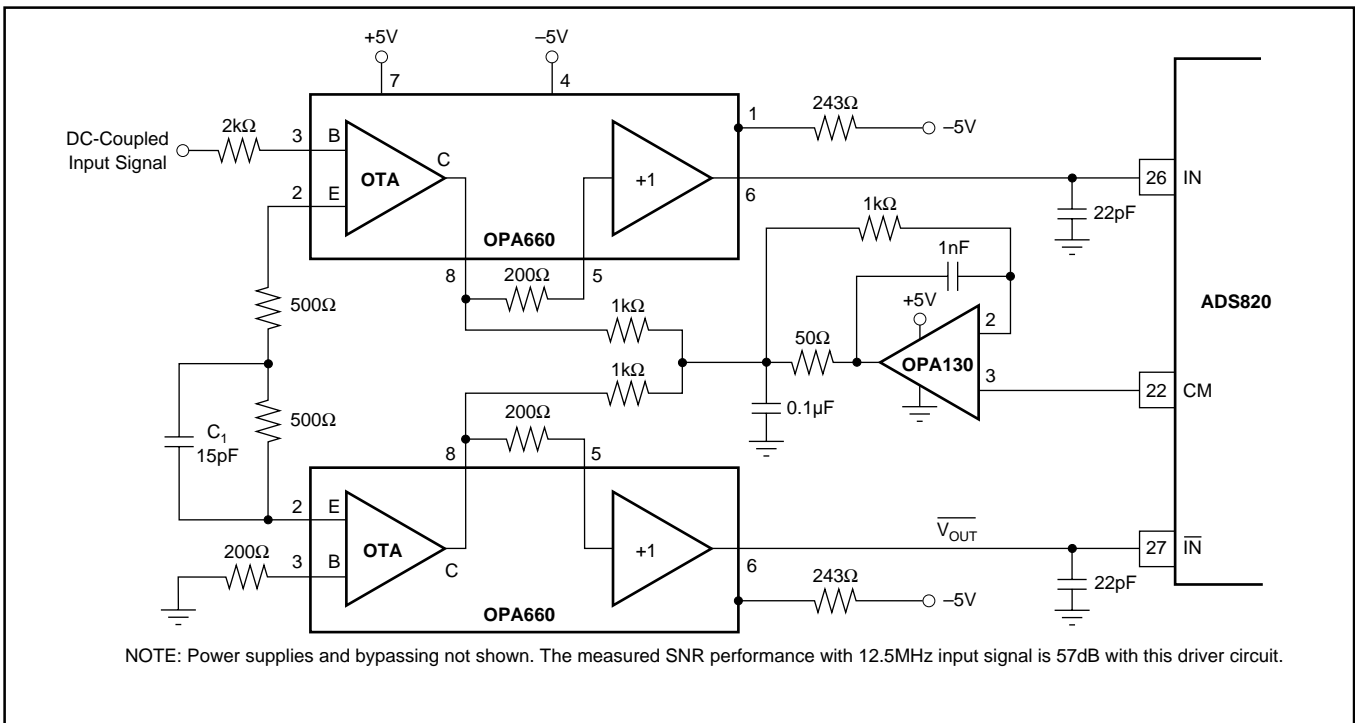 +5V
–5V
7
4
DC-Coupled
Input Signal
2kΩ
3
B
OTA
C
2
E
OPA660
+1
1
243Ω
–5V
6
26
IN
22pF
8
200Ω
5
1kΩ
1nF
ADS820
500Ω
1kΩ
+5V
2
50Ω
OPA130
3
22
CM
1kΩ
0.1µF
500Ω
C1
15pF
200Ω
8
5
2
E
OTA
+1
VOUT
27
IN
200Ω
3
B
C
6
243Ω
–5V
22pF
OPA660
NOTE: Power supplies and bypassing not shown. The measured SNR performance with 12.5MHz input signal is 57dB with this driver circuit.